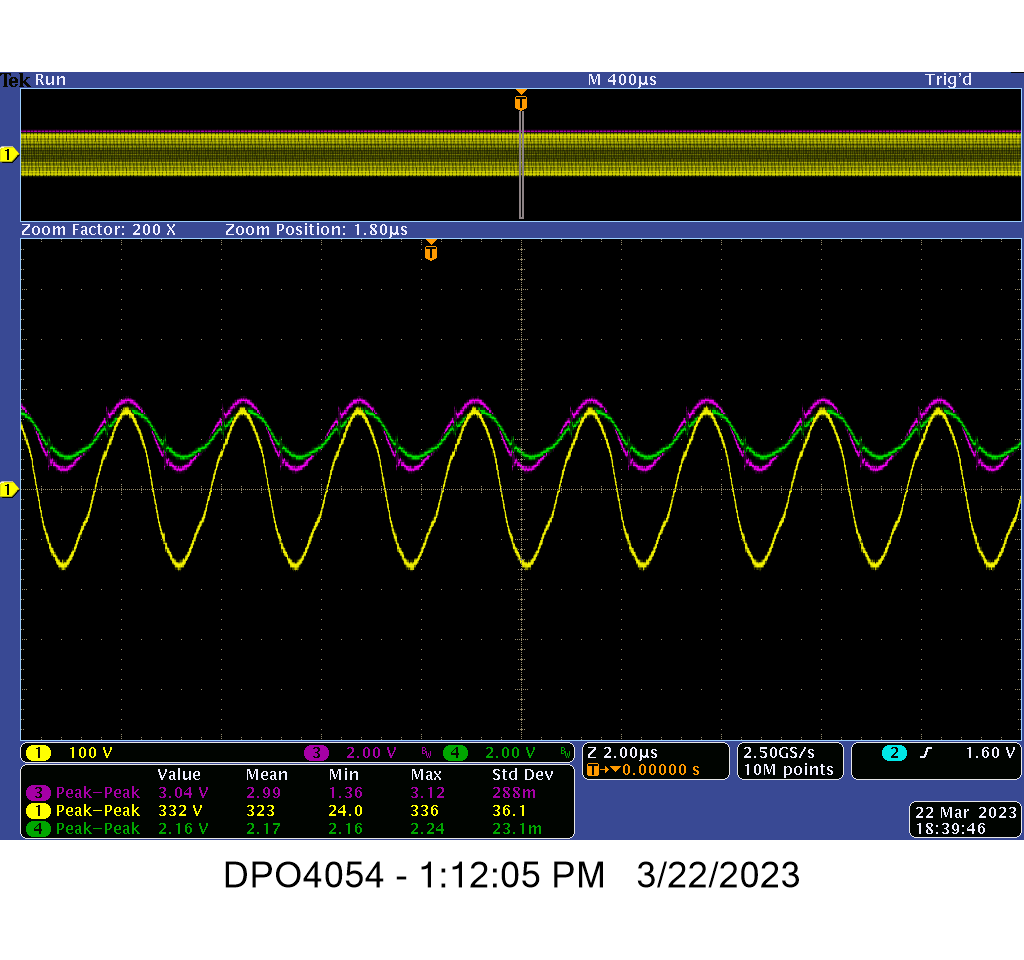 Tek Run M 400µs Trig'd
T
1
Zoom Factor: 200 X Zoom Position: 1.80µs
T
1
1 100 V 3 2.00 V BW 4 2.00 V BW
Z 2.00µs
T→▼0.00000 s
2.50GS/s
10M points
2 1.60 V
Value Mean Min Max Std Dev
3 Peak−Peak 3.04 V 2.99 1.36 3.12 288m
1 Peak−Peak 332 V 323 24.0 336 36.1
4 Peak−Peak 2.16 V 2.17 2.16 2.24 23.1m
22 Mar 2023
18:39:46
DPO4054 - 1:12:05 PM 3/22/2023